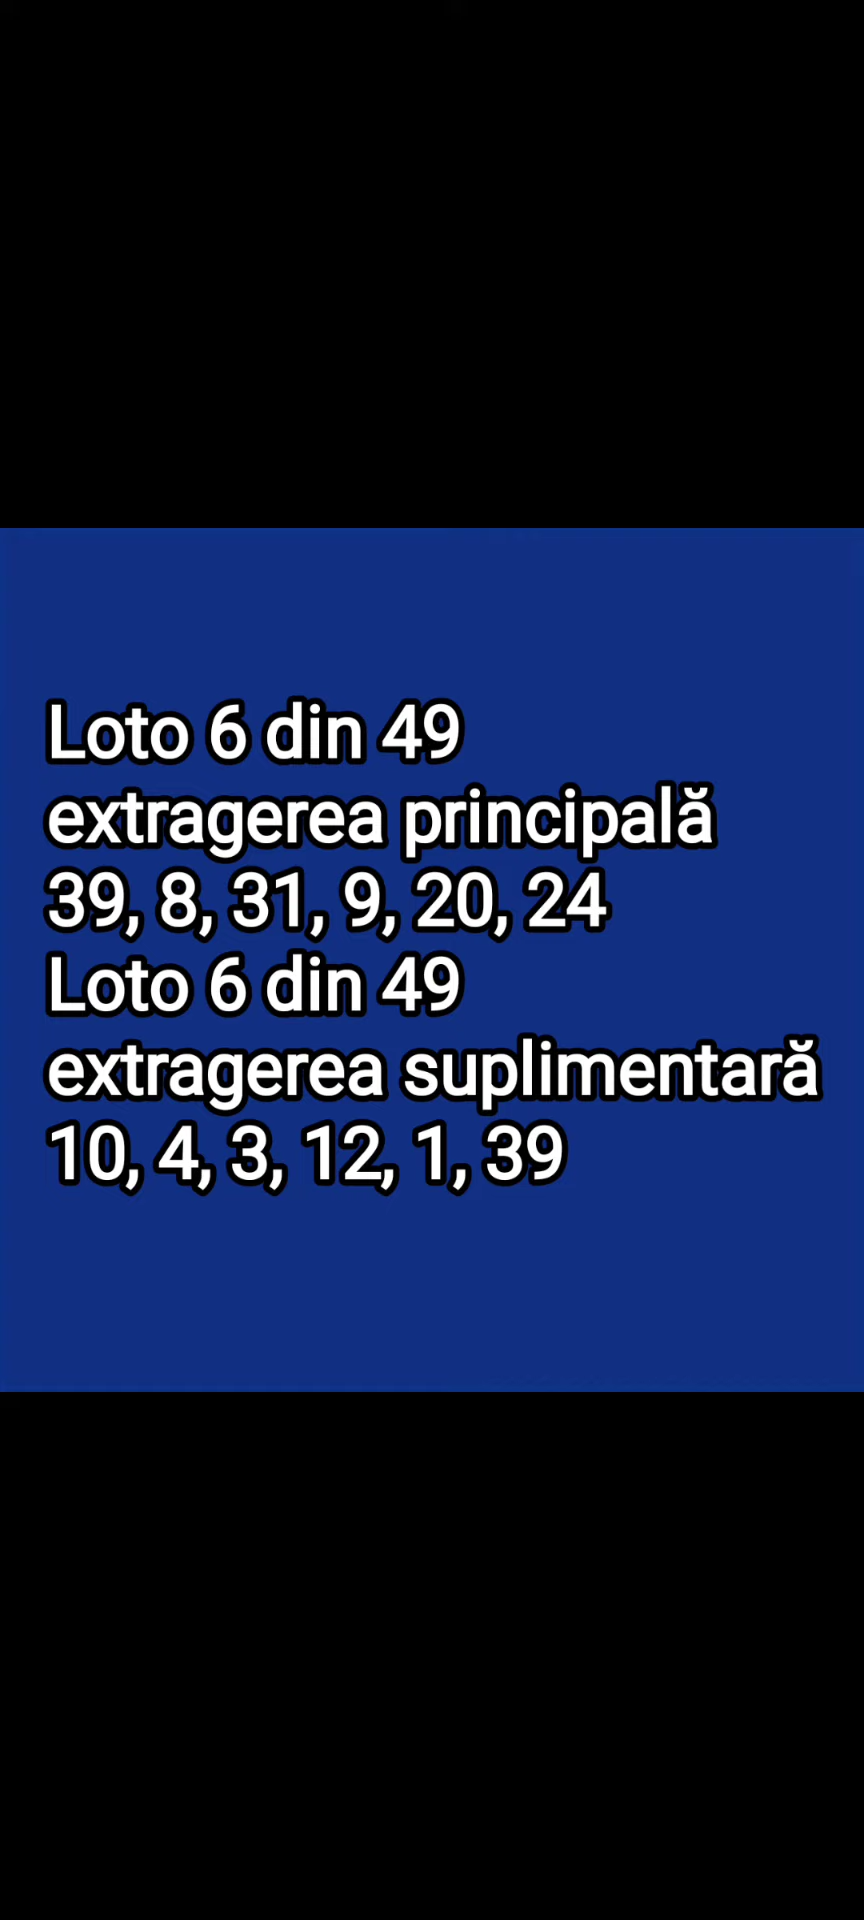 Loto 6 din 49
extragerea principală
39, 8, 31, 9, 20, 24
Loto 6 din 49
extragerea suplimentară
10, 4, 3, 12, 1, 39